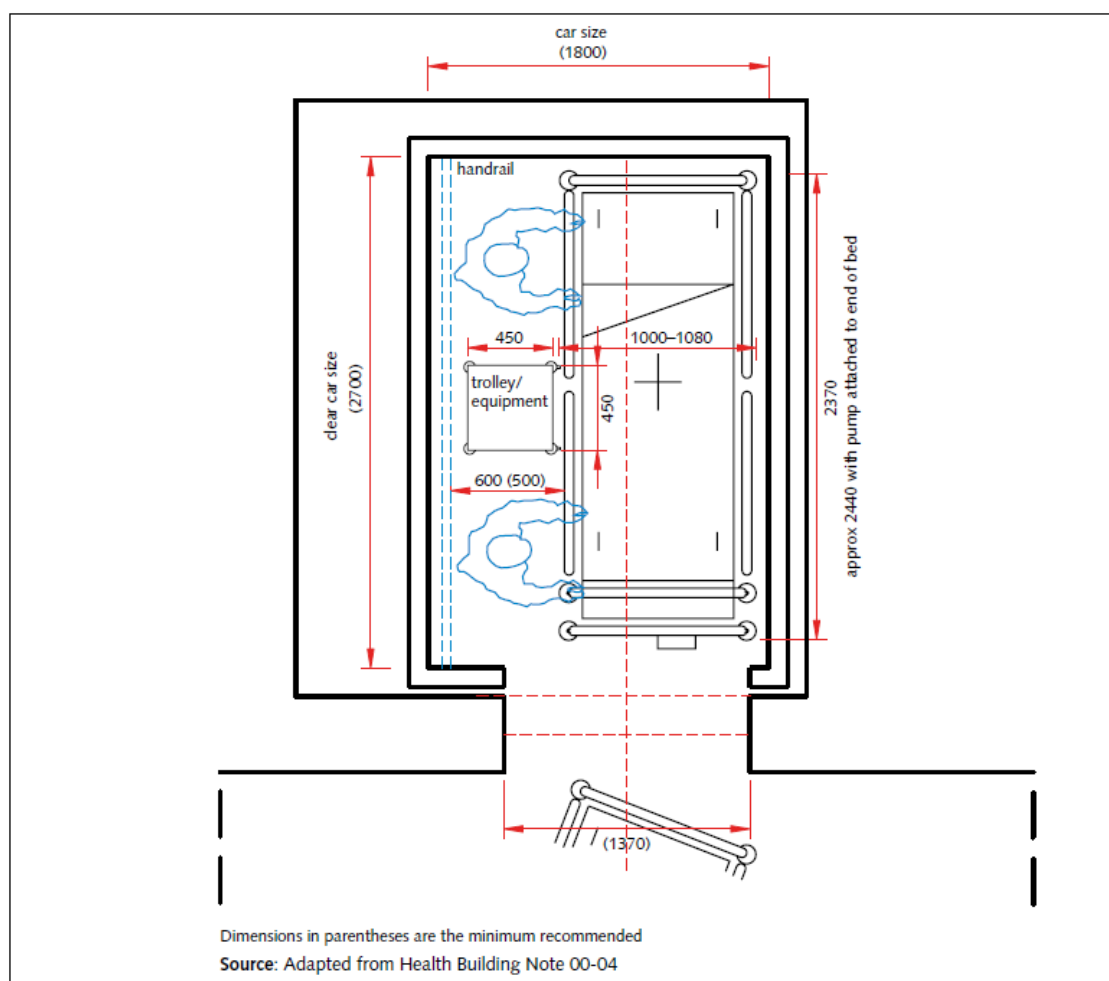 car size
(1800)
handrail
clear car size
(2700)
450
1000–1080
trolley/
equipment
450
2370
approx 2440 with pump attached to end of bed
600 (500)
(1370)
Dimensions in parentheses are the minimum recommended
Source: Adapted from Health Building Note 00-04